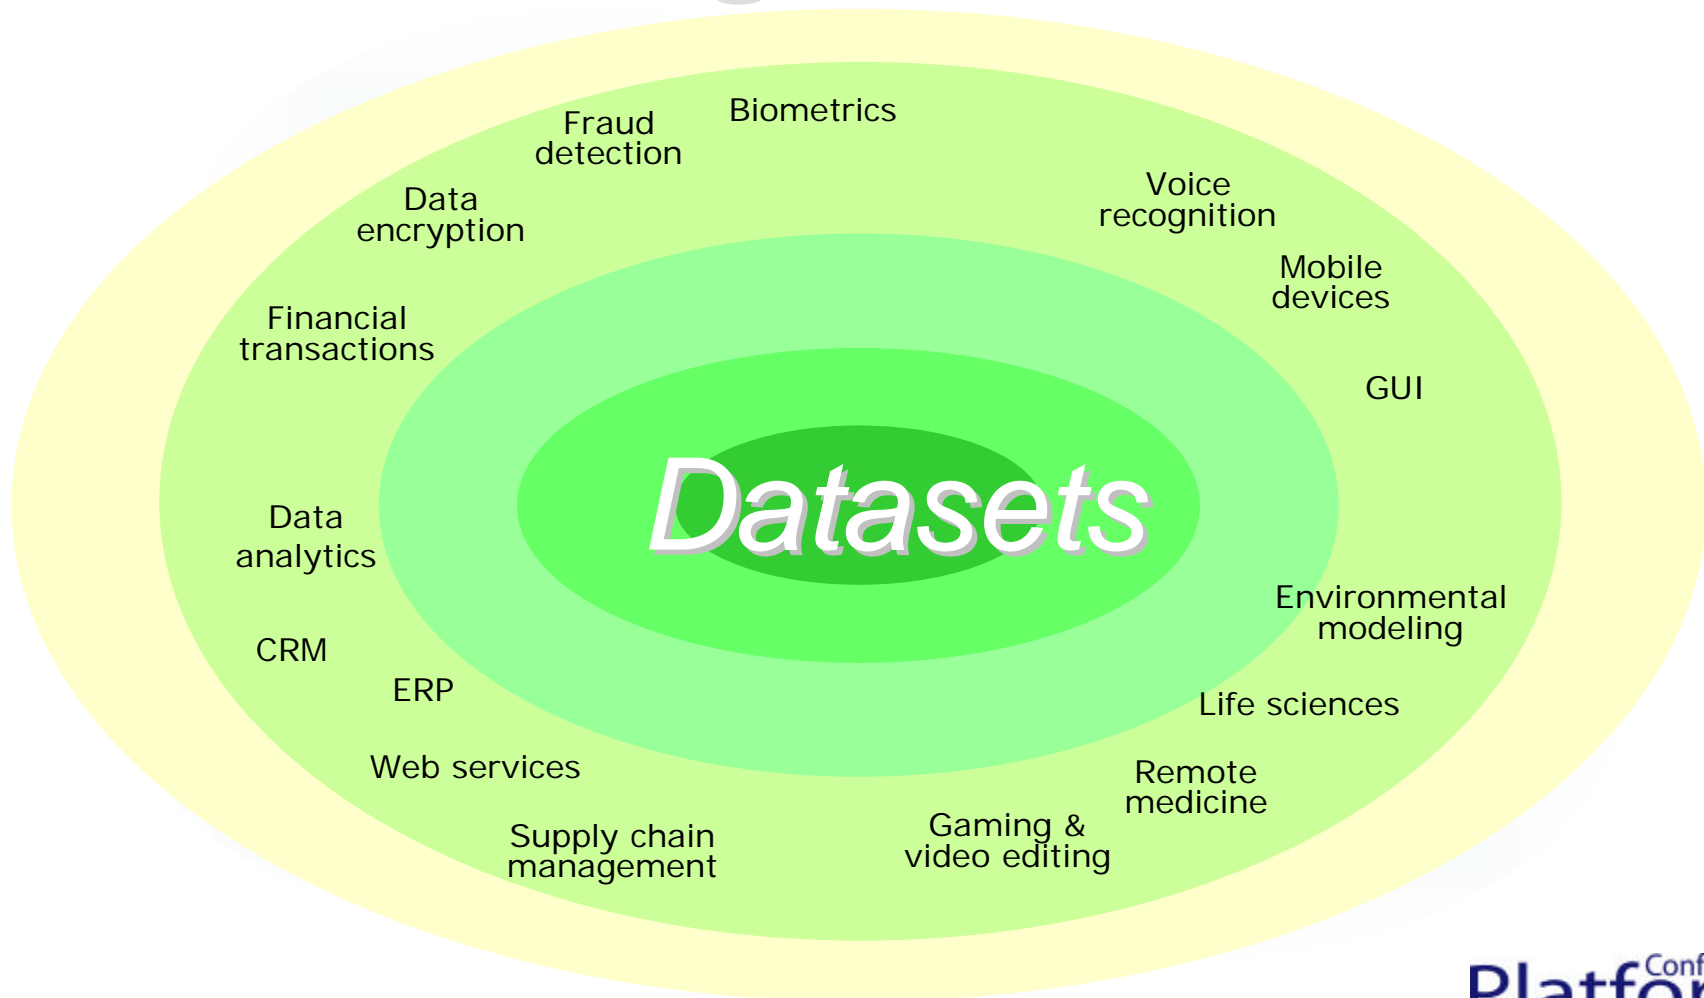 Biometrics
Fraud
detection
Voice
recognition
Data
encryption
Mobile
devices
Financial
transactions
GUI
Datasets
Data
analytics
Environmental
modeling
CRM
ERP
Life sciences
Web services
Remote
medicine
Supply chain
management
Gaming &
video editing